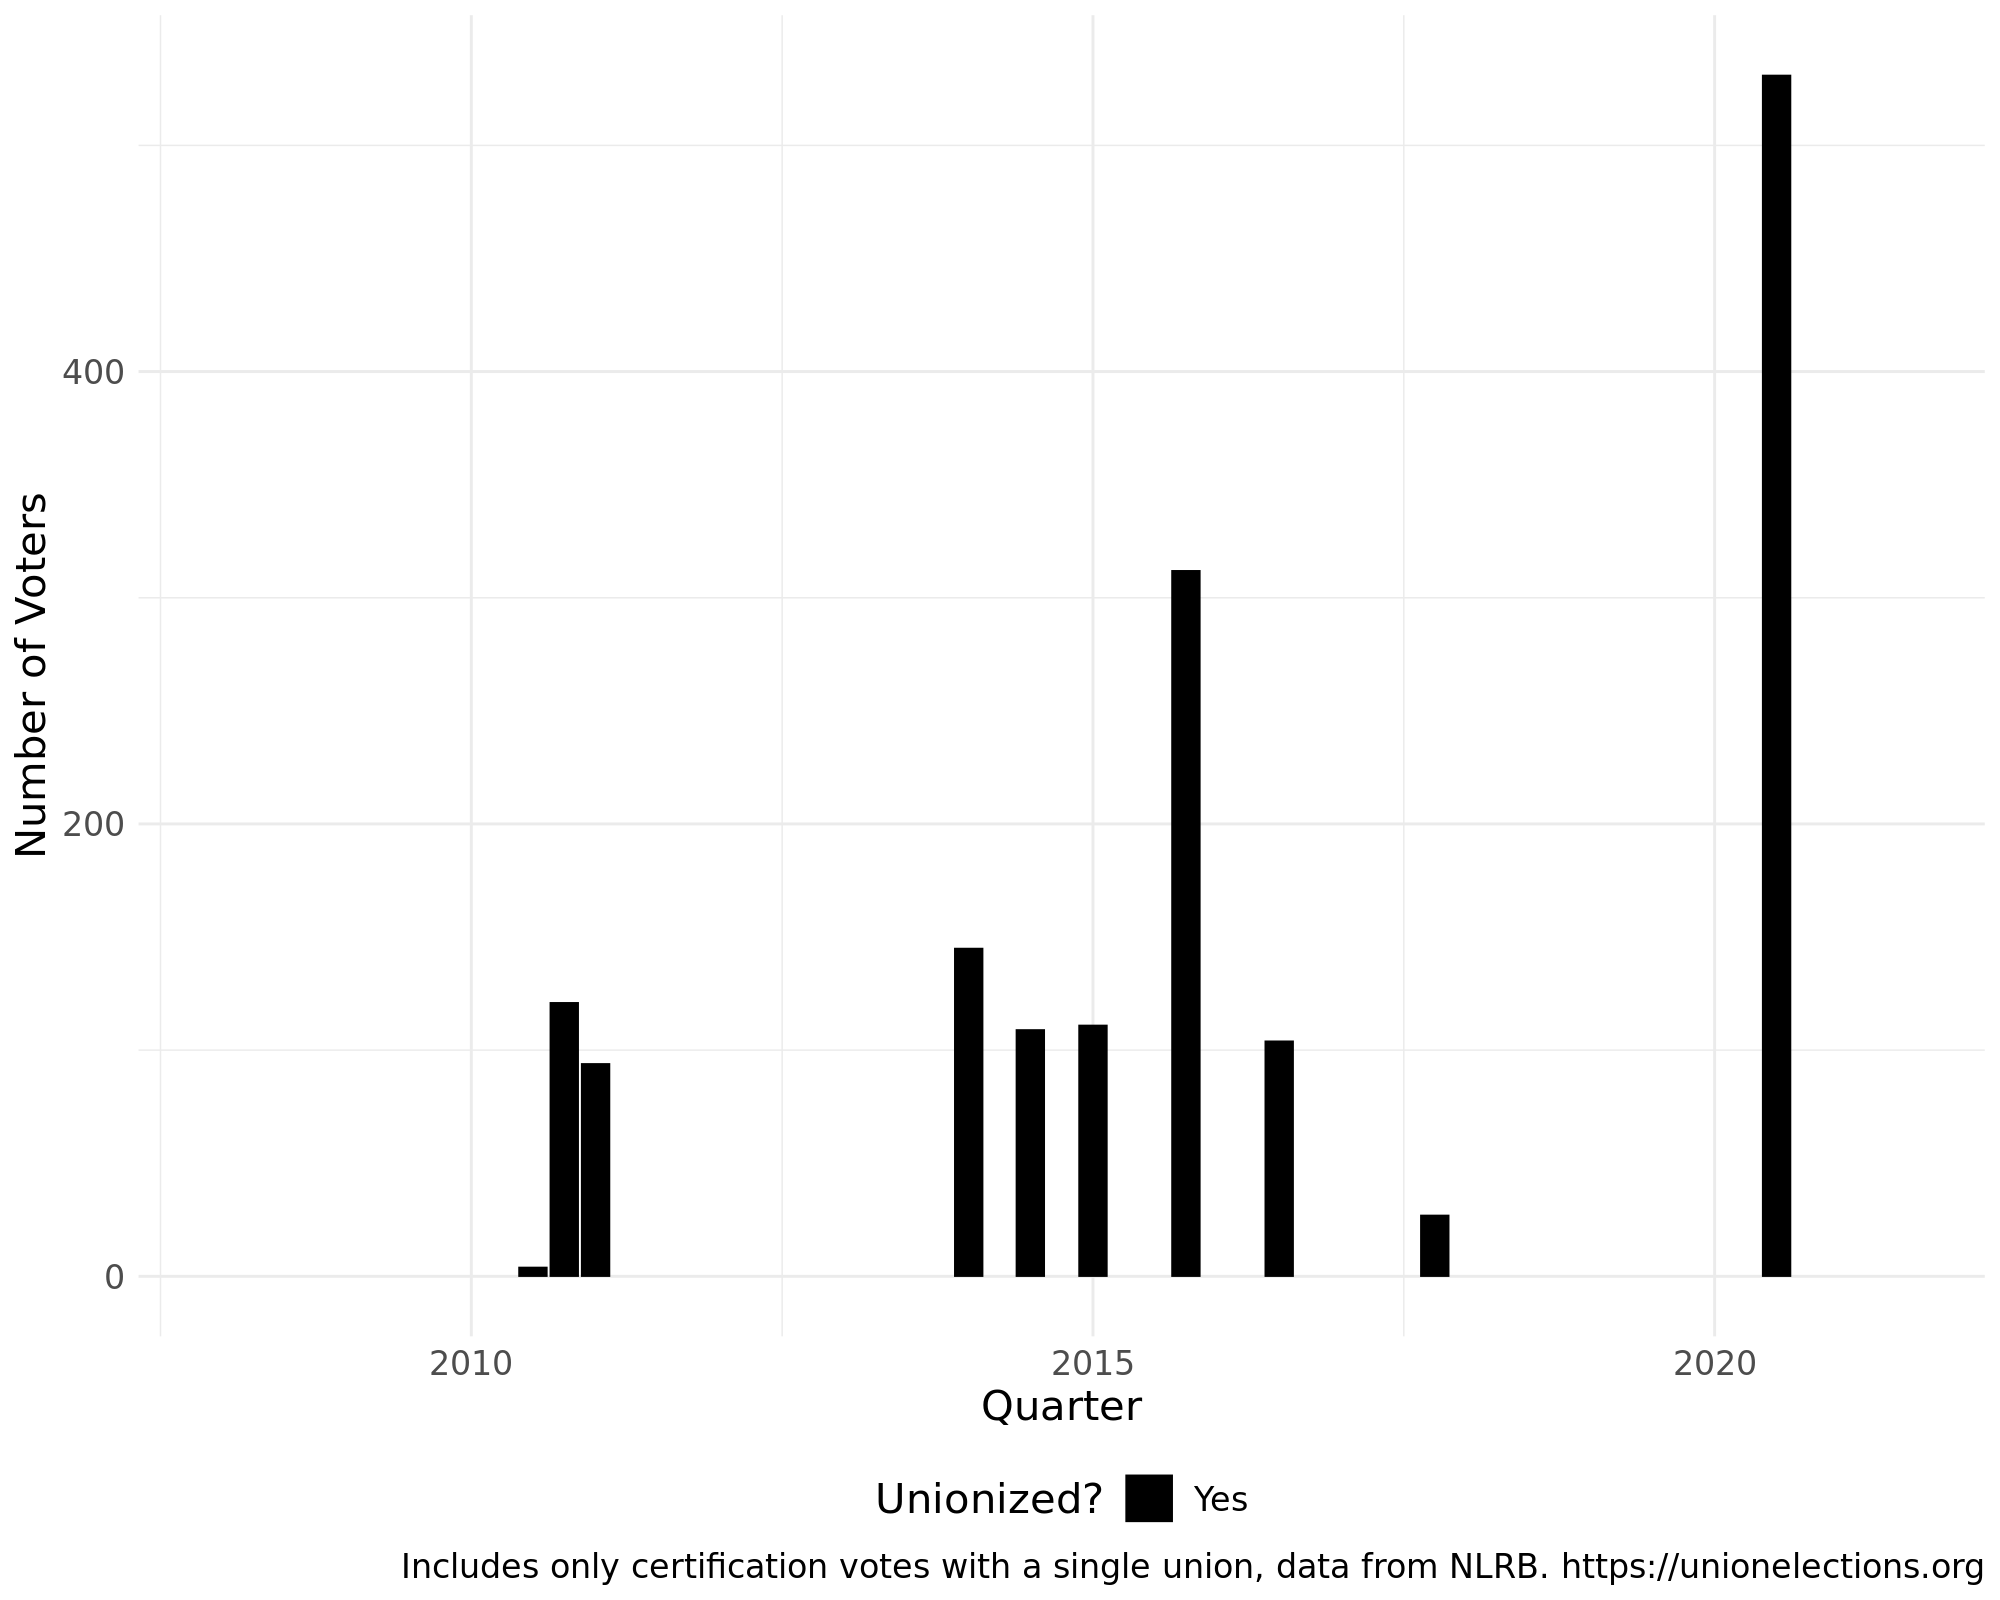 Number of Voters
400
200
0
2010
2015
2020
Quarter
Unionized?
Yes
Includes only certification votes with a single union, data from NLRB. https://unionelections.org